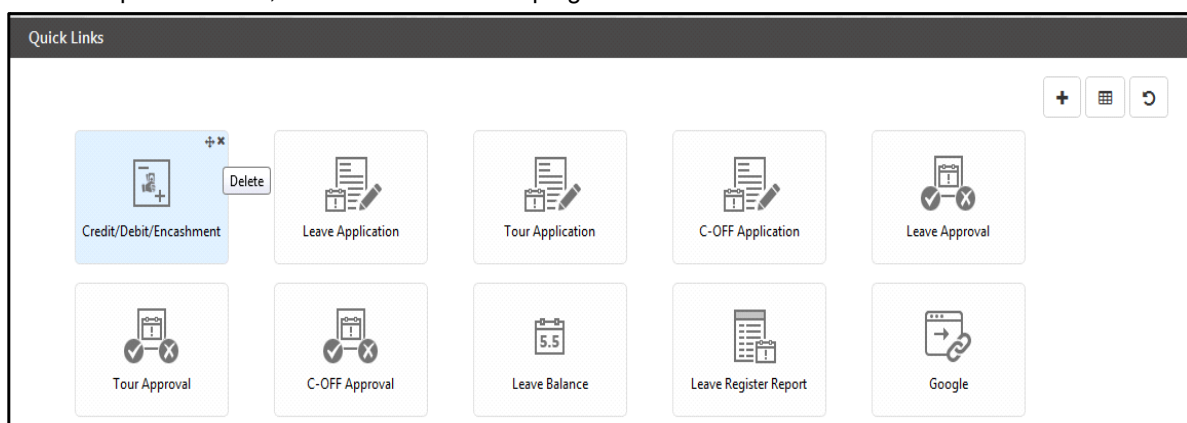 Quick Links
Delete
Credit/Debit/Encashment
Leave Application
Tour Application
C-OFF Application
Leave Approval
Tour Approval
C-OFF Approval
5.5
Leave Balance
Leave Register Report
Google